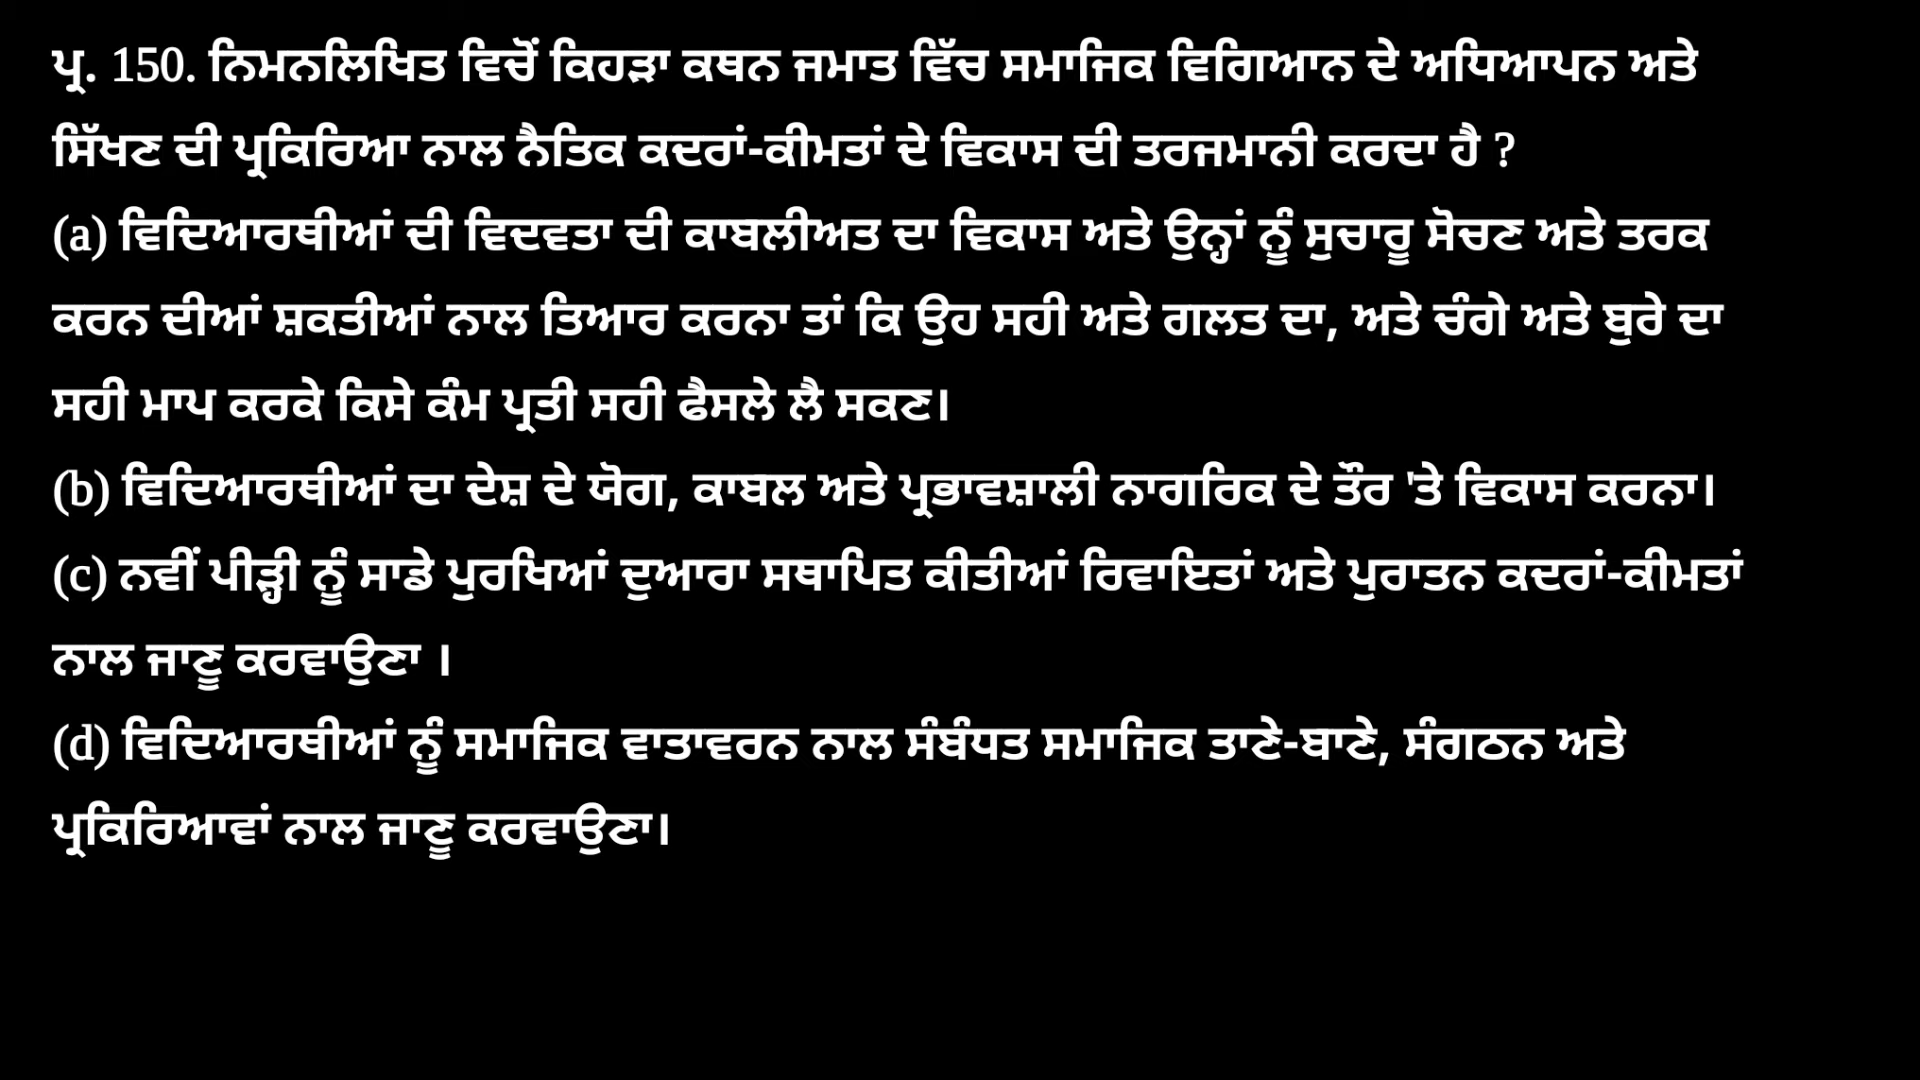 ਪ੍ਰ. 150. ਨਿਮਨਲਿਖਿਤ ਵਿਚੋਂ ਕਿਹੜਾ ਕਥਨ ਜਮਾਤ ਵਿੱਚ ਸਮਾਜਿਕ ਵਿਗਿਆਨ ਦੇ ਅਧਿਆਪਨ ਅਤੇ
ਸਿੱਖਣ ਦੀ ਪ੍ਰਕਿਰਿਆ ਨਾਲ ਨੈਤਿਕ ਕਦਰਾਂ-ਕੀਮਤਾਂ ਦੇ ਵਿਕਾਸ ਦੀ ਤਰਜਮਾਨੀ ਕਰਦਾ ਹੈ ?
(a) ਵਿਦਿਆਰਥੀਆਂ ਦੀ ਵਿਦਵਤਾ ਦੀ ਕਾਬਲੀਅਤ ਦਾ ਵਿਕਾਸ ਅਤੇ ਉਨ੍ਹਾਂ ਨੂੰ ਸੁਚਾਰੂ ਸੋਚਣ ਅਤੇ ਤਰਕ
ਕਰਨ ਦੀਆਂ ਸ਼ਕਤੀਆਂ ਨਾਲ ਤਿਆਰ ਕਰਨਾ ਤਾਂ ਕਿ ਉਹ ਸਹੀ ਅਤੇ ਗਲਤ ਦਾ, ਅਤੇ ਚੰਗੇ ਅਤੇ ਬੁਰੇ ਦਾ
ਸਹੀ ਮਾਪ ਕਰਕੇ ਕਿਸੇ ਕੰਮ ਪ੍ਰਤੀ ਸਹੀ ਫੈਸਲੇ ਲੈ ਸਕਣ।
(b) ਵਿਦਿਆਰਥੀਆਂ ਦਾ ਦੇਸ਼ ਦੇ ਯੋਗ, ਕਾਬਲ ਅਤੇ ਪ੍ਰਭਾਵਸ਼ਾਲੀ ਨਾਗਰਿਕ ਦੇ ਤੌਰ 'ਤੇ ਵਿਕਾਸ ਕਰਨਾ।
(c) ਨਵੀਂ ਪੀੜ੍ਹੀ ਨੂੰ ਸਾਡੇ ਪੁਰਖਿਆਂ ਦੁਆਰਾ ਸਥਾਪਿਤ ਕੀਤੀਆਂ ਰਿਵਾਇਤਾਂ ਅਤੇ ਪੁਰਾਤਨ ਕਦਰਾਂ-ਕੀਮਤਾਂ
ਨਾਲ ਜਾਣੂ ਕਰਵਾਉਣਾ ।
(d) ਵਿਦਿਆਰਥੀਆਂ ਨੂੰ ਸਮਾਜਿਕ ਵਾਤਾਵਰਨ ਨਾਲ ਸੰਬੰਧਤ ਸਮਾਜਿਕ ਤਾਣੇ-ਬਾਣੇ, ਸੰਗਠਨ ਅਤੇ
ਪ੍ਰਕਿਰਿਆਵਾਂ ਨਾਲ ਜਾਣੂ ਕਰਵਾਉਣਾ।